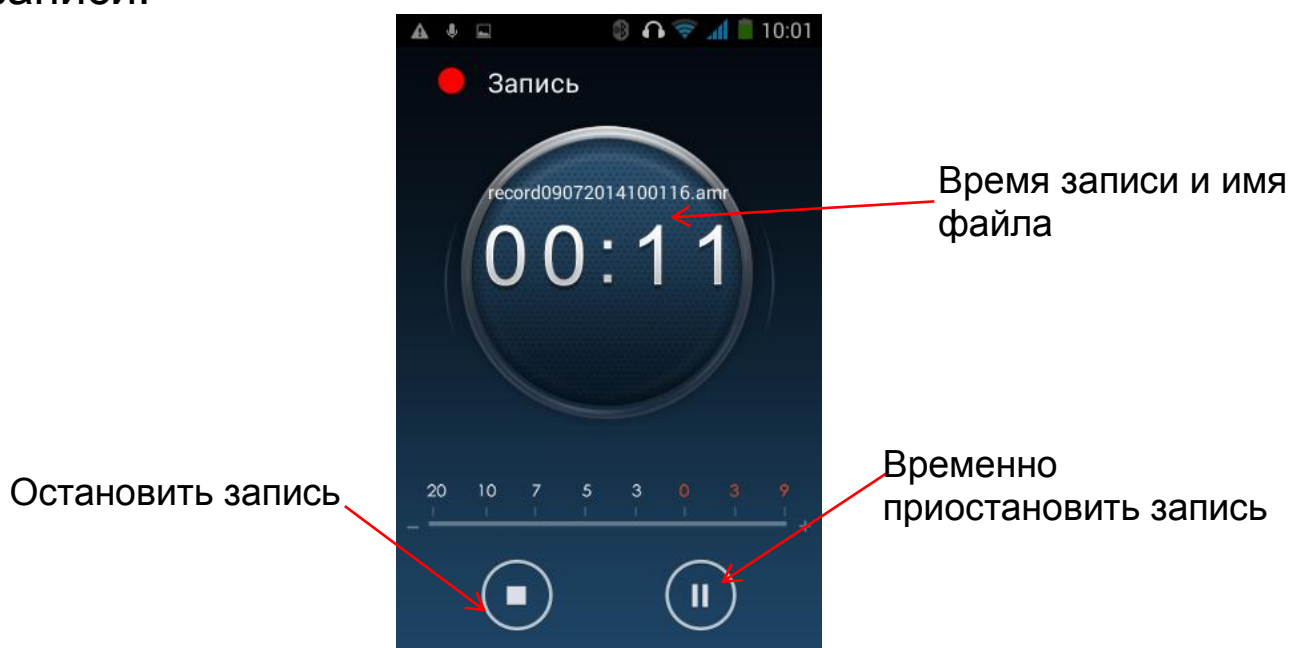 10:01
Запись
record09072014100116.amr
00:11
Время записи и имя
файла
Остановить запись
Временно
приостановить запись
20 10 7 5 3 0 3 9
- +